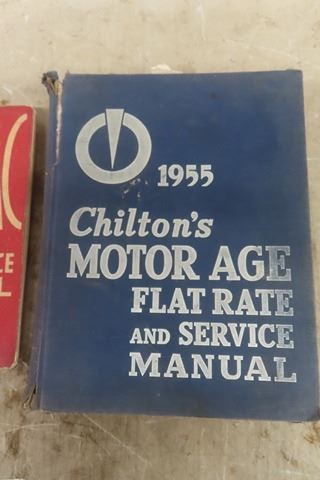 1955
Chilton's
MOTOR AGE
FLAT RATE
AND SERVICE
MANUAL